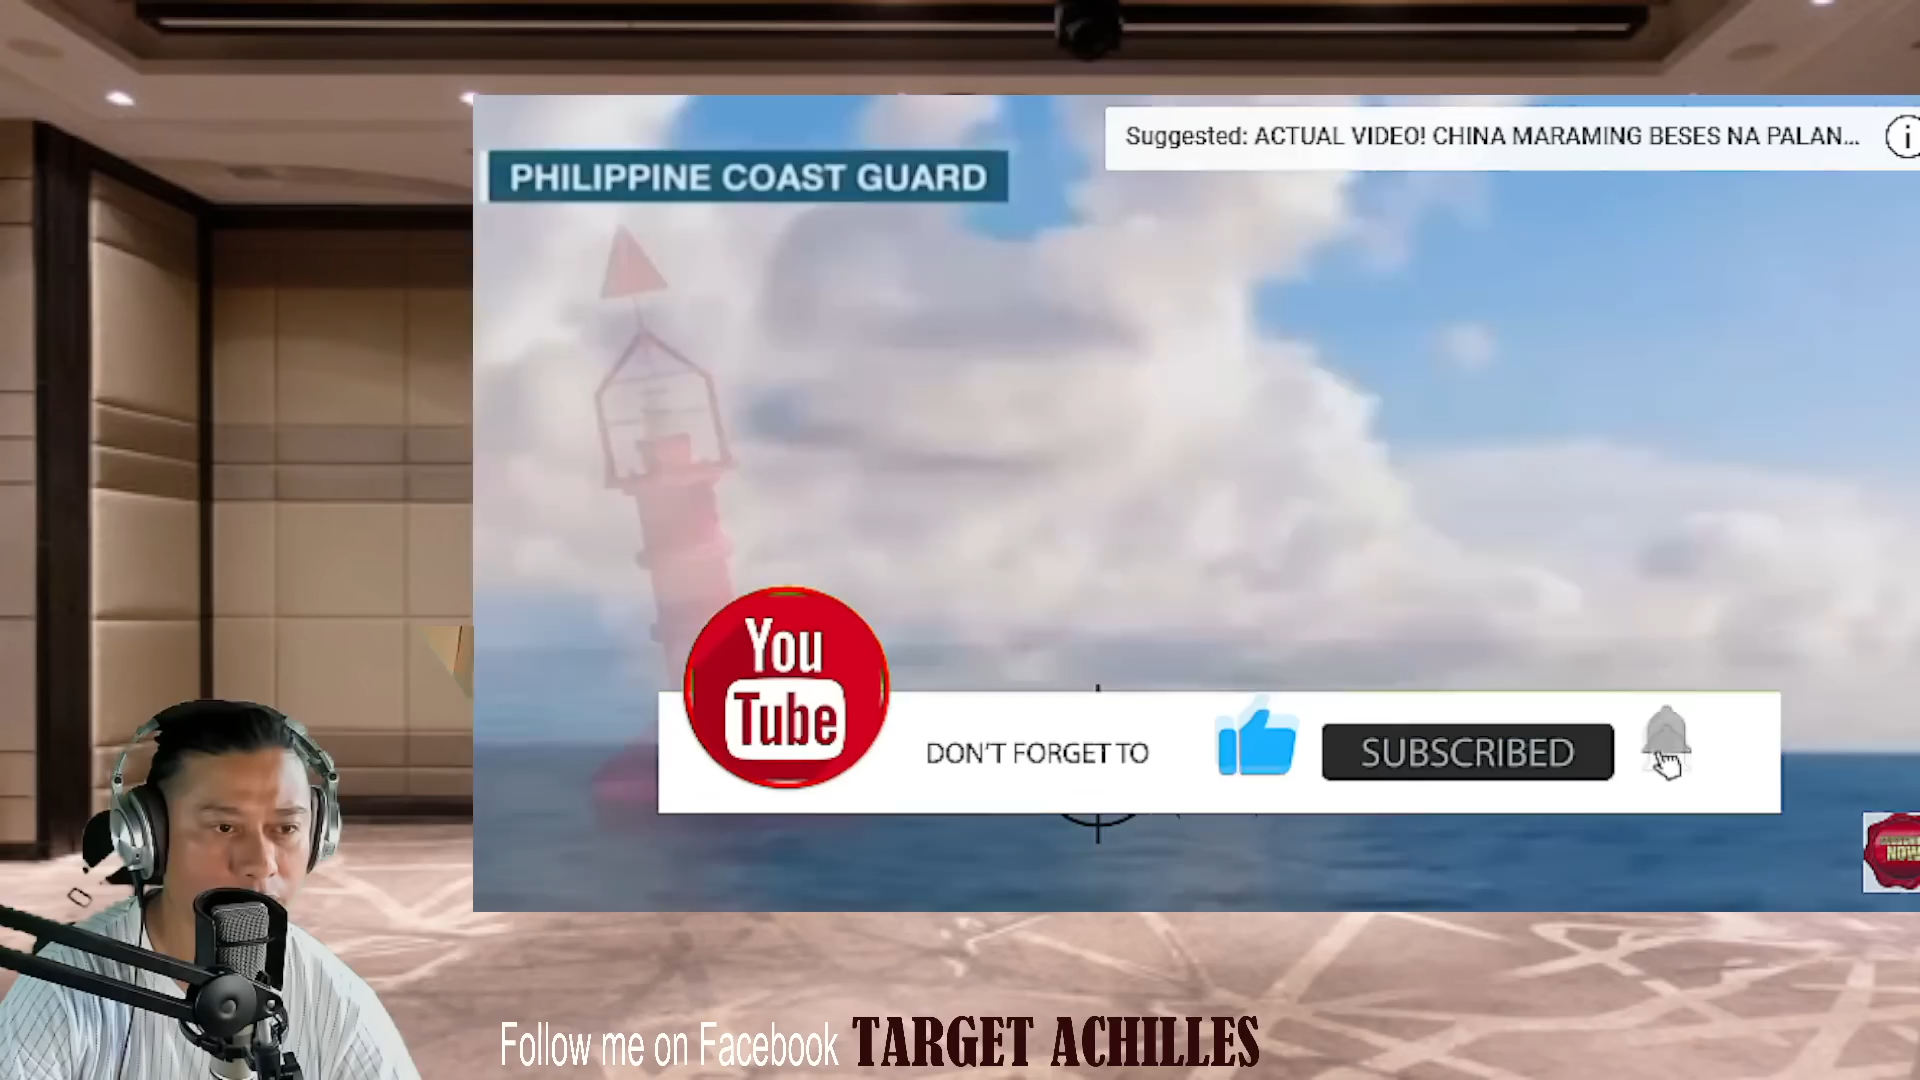 Suggested: ACTUAL VIDEO! CHINA MARAMING BESES NA PALAN...
PHILIPPINE COAST GUARD
You
Tube
DON'T FORGET TO
SUBSCRIBED
NOW
Follow me on Facebook TARGET ACHILLES